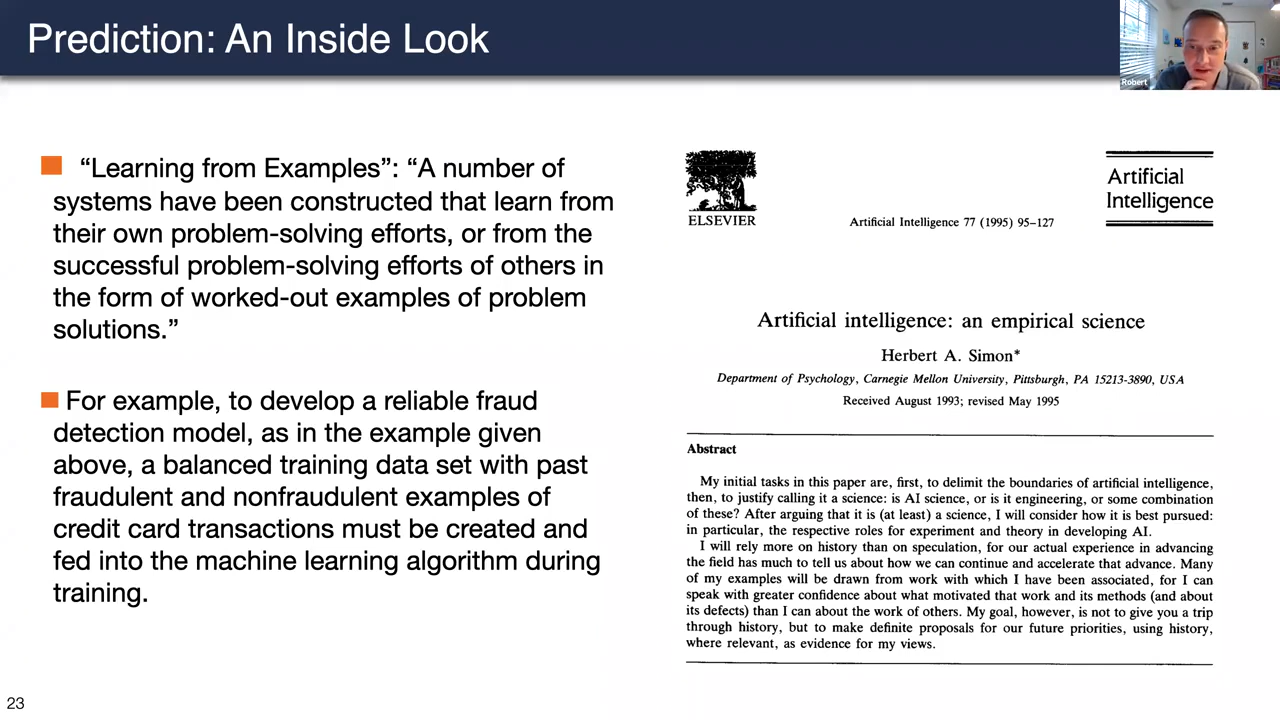 Prediction: An Inside Look
Robert
“Learning from Examples”: “A number of
systems have been constructed that learn from
their own problem-solving efforts, or from the
successful problem-solving efforts of others in
the form of worked-out examples of problem
solutions.”
For example, to develop a reliable fraud
detection model, as in the example given
above, a balanced training data set with past
fraudulent and nonfraudulent examples of
credit card transactions must be created and
fed into the machine learning algorithm during
training.
ELSEVIER
Artificial Intelligence 77 (1995) 95–127
Artificial
Intelligence
Artificial intelligence: an empirical science
Herbert A. Simon*
Department of Psychology, Carnegie Mellon University, Pittsburgh, PA 15213-3890, USA
Received August 1993; revised May 1995
Abstract
My initial tasks in this paper are, first, to delimit the boundaries of artificial intelligence,
then, to justify calling it a science: is AI science, or is it engineering, or some combination
of these? After arguing that it is (at least) a science, I will consider how it is best pursued:
in particular, the respective roles for experiment and theory in developing AI.
I will rely more on history than on speculation, for our actual experience in advancing
the field has much to tell us about how we can continue and accelerate that advance. Many
of my examples will be drawn from work with which I have been associated, for I can
speak with greater confidence about what motivated that work and its methods (and about
its defects) than I can about the work of others. My goal, however, is not to give you a trip
through history, but to make definite proposals for our future priorities, using history,
where relevant, as evidence for my views.
23